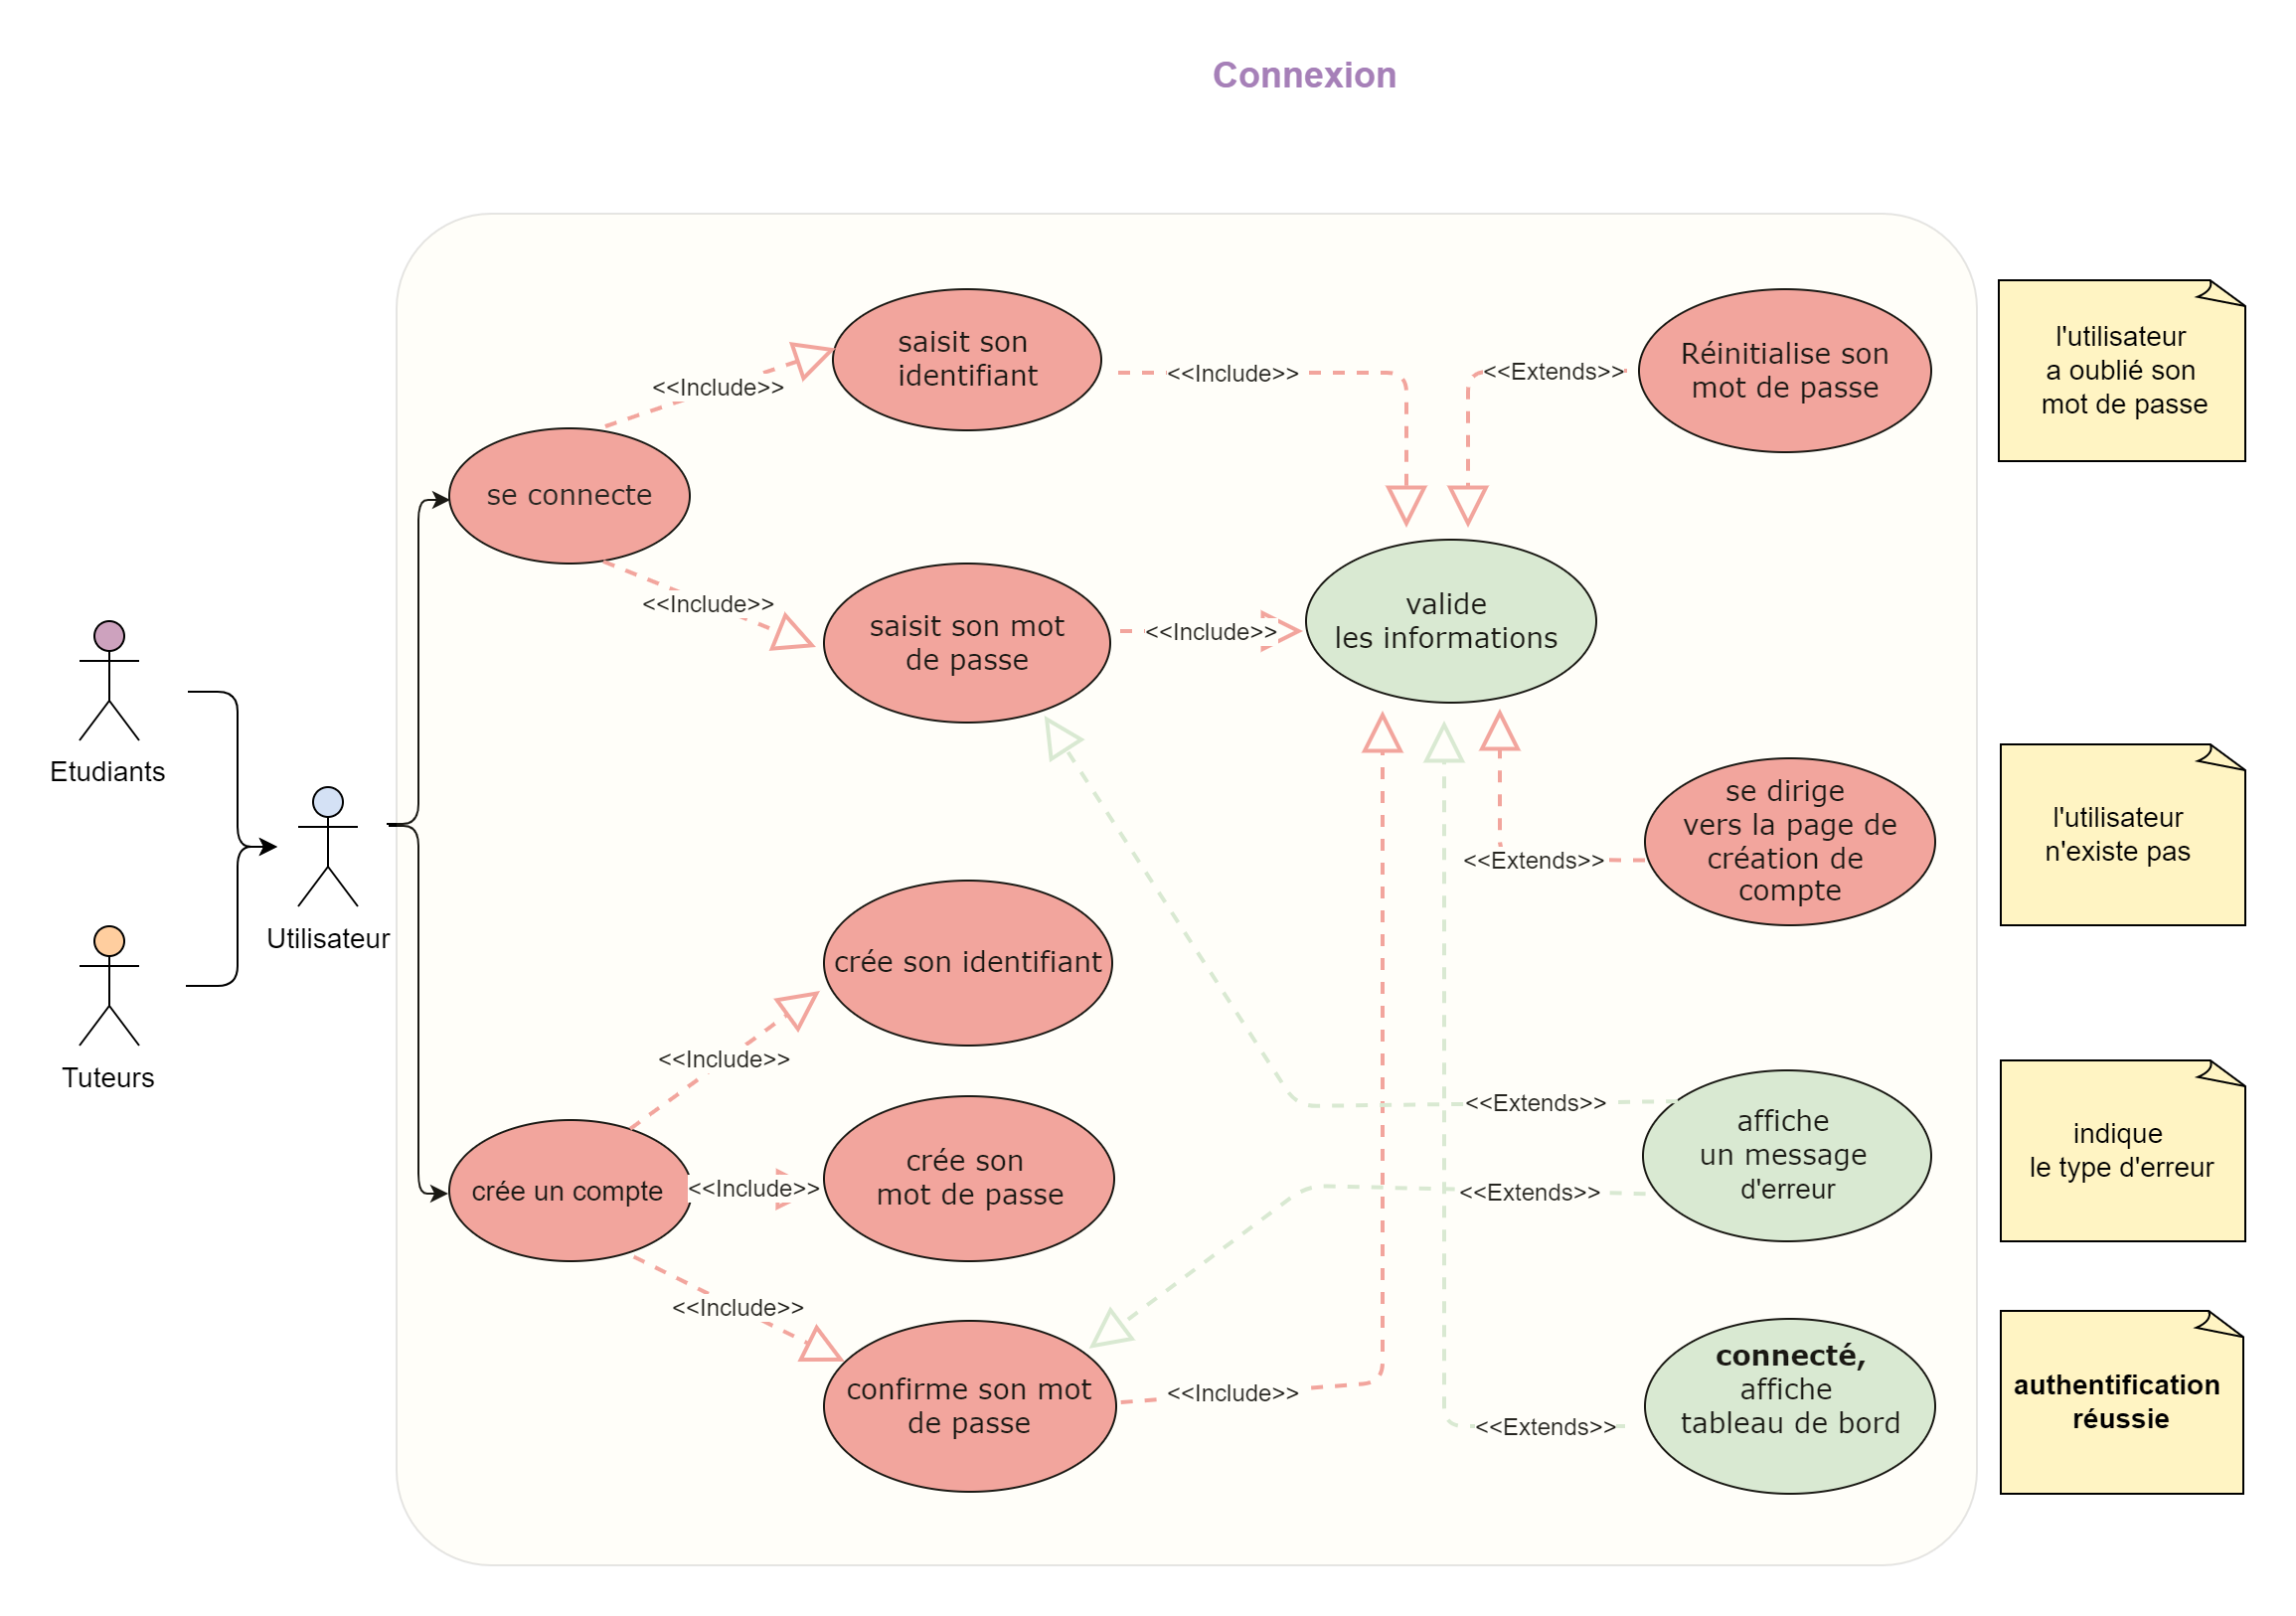 Connexion
saisit son
identifiant
<<Include>>
<<Include>>
<<Extends>>
Réinitialise son
mot de passe
l'utilisateur
a oublié son
mot de passe
se connecte
<<Include>>
saisit son mot
de passe
<<Include>>
valide
les informations
Etudiants
Utilisateur
Tuteurs
<<Extends>>
se dirige
vers la page de
création de
compte
l'utilisateur
n'existe pas
crée son identifiant
<<Include>>
crée un compte
<<Include>>
crée son
mot de passe
<<Extends>>
<<Extends>>
affiche
un message
d'erreur
indique
le type d'erreur
<<Include>>
confirme son mot
de passe
<<Include>>
<<Extends>>
connecté,
affiche
tableau de bord
authentification
réussie